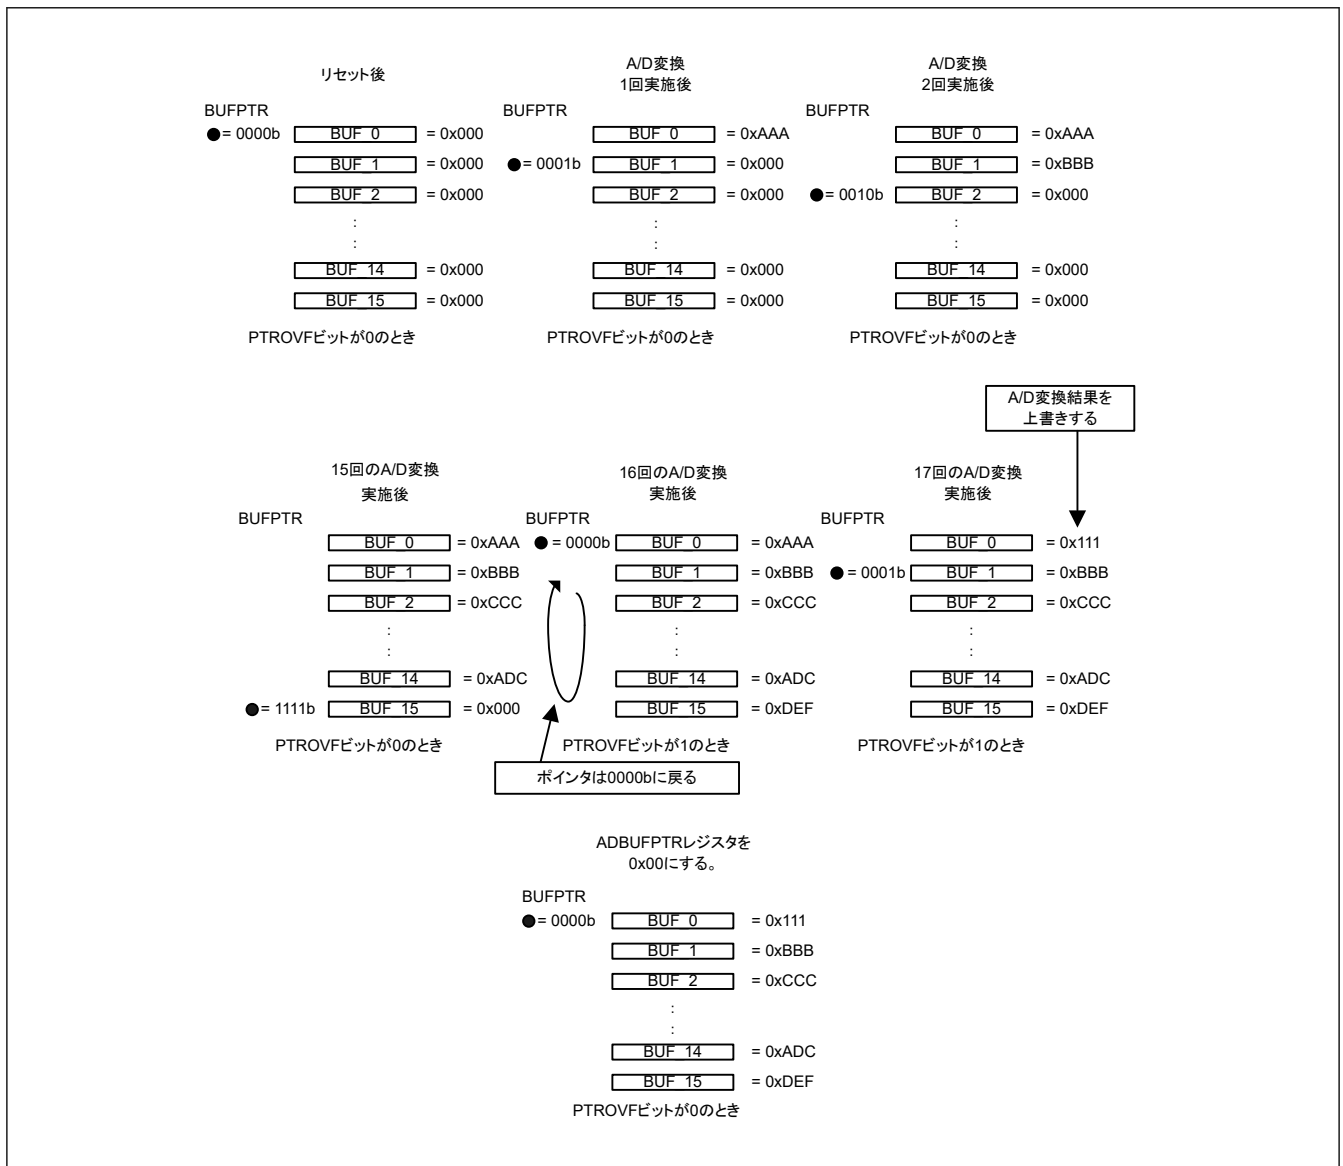 リセット後
BUFPTR
= 0000b BUF_0 = 0x000
BUF_1 = 0x000
BUF_2 = 0x000
:
:
BUF_14 = 0x000
BUF_15 = 0x000
PTROVFビットが0のとき
A/D変換
1回実施後
BUFPTR
BUF_0 = 0xAAA
= 0001b BUF_1 = 0x000
BUF_2 = 0x000
:
:
BUF_14 = 0x000
BUF_15 = 0x000
PTROVFビットが0のとき
A/D変換
2回実施後
BUFPTR
BUF_0 = 0xAAA
BUF_1 = 0xBBB
= 0010b BUF_2 = 0x000
:
:
BUF_14 = 0x000
BUF_15 = 0x000
PTROVFビットが0のとき
15回のA/D変換
実施後
BUFPTR
BUF_0 = 0xAAA
BUF_1 = 0xBBB
BUF_2 = 0xCCC
:
:
BUF_14 = 0xADC
= 1111b BUF_15 = 0x000
PTROVFビットが0のとき
16回のA/D変換
実施後
BUFPTR
= 0000b BUF_0 = 0xAAA
BUF_1 = 0xBBB
BUF_2 = 0xCCC
:
:
BUF_14 = 0xADC
BUF_15 = 0xDEF
PTROVFビットが1のとき
ポインタは0000bに戻る
A/D変換結果を
上書きする
17回のA/D変換
実施後
BUFPTR
BUF_0 = 0x111
= 0001b BUF_1 = 0xBBB
BUF_2 = 0xCCC
:
:
BUF_14 = 0xADC
BUF_15 = 0xDEF
PTROVFビットが1のとき
ADBUFPTRレジスタを
0x00にする。
BUFPTR
= 0000b BUF_0 = 0x111
BUF_1 = 0xBBB
BUF_2 = 0xCCC
:
:
BUF_14 = 0xADC
BUF_15 = 0xDEF
PTROVFビットが0のとき